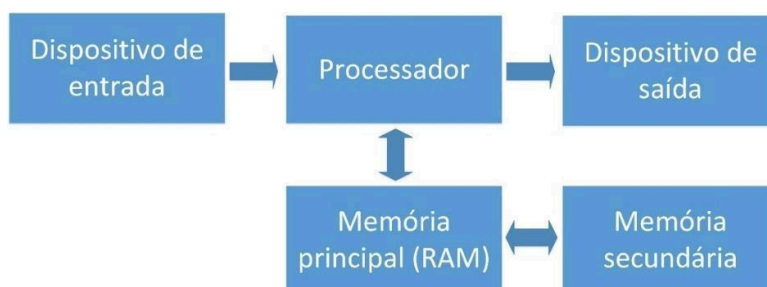 Dispositivo de
entrada
Processador
Dispositivo de
saída
Memória
principal (RAM)
Memória
secundária